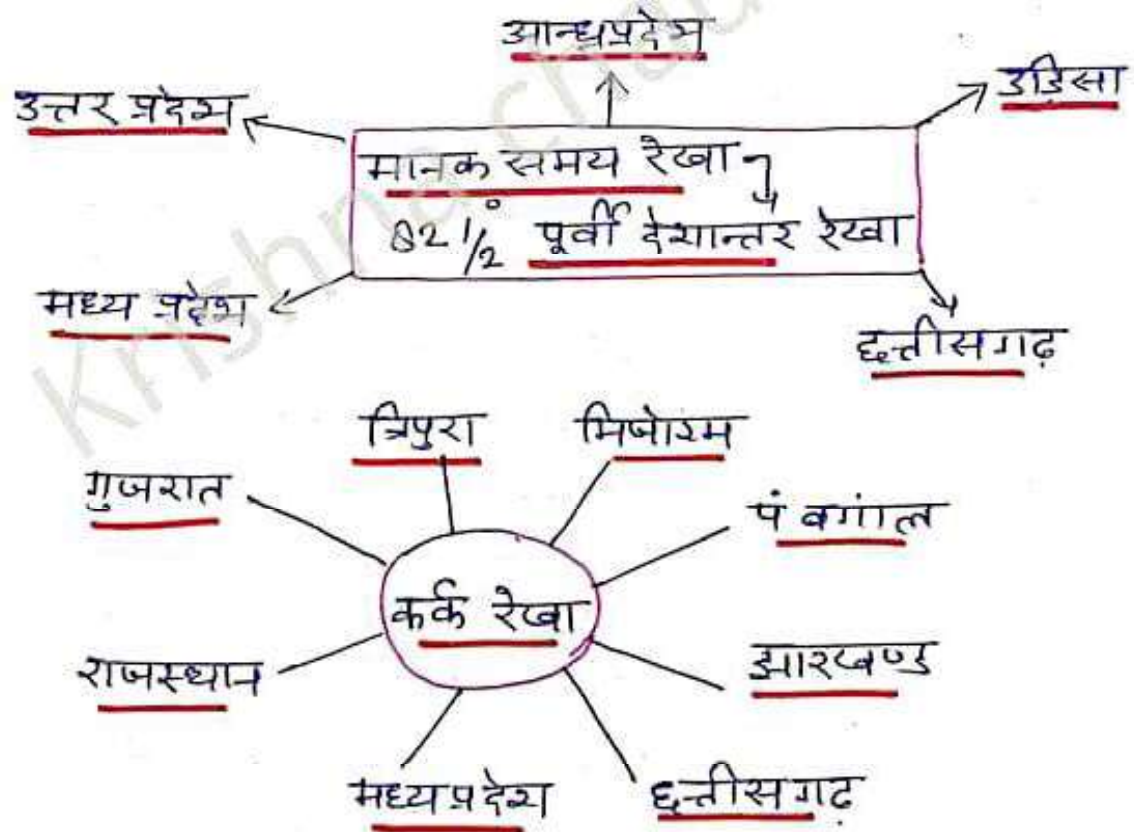 आन्ध्रप्रदेश
उत्तर प्रदेश
उड़िसा
मानक समय रेखा
82 1/2° पूर्वी देशान्तर रेखा
मध्य प्रदेश
छत्तीसगढ़
त्रिपुरा
मिजोरम
गुजरात
पं बगांल
कर्क रेखा
राजस्थान
झारखण्ड
मध्यप्रदेश
छत्तीसगढ़